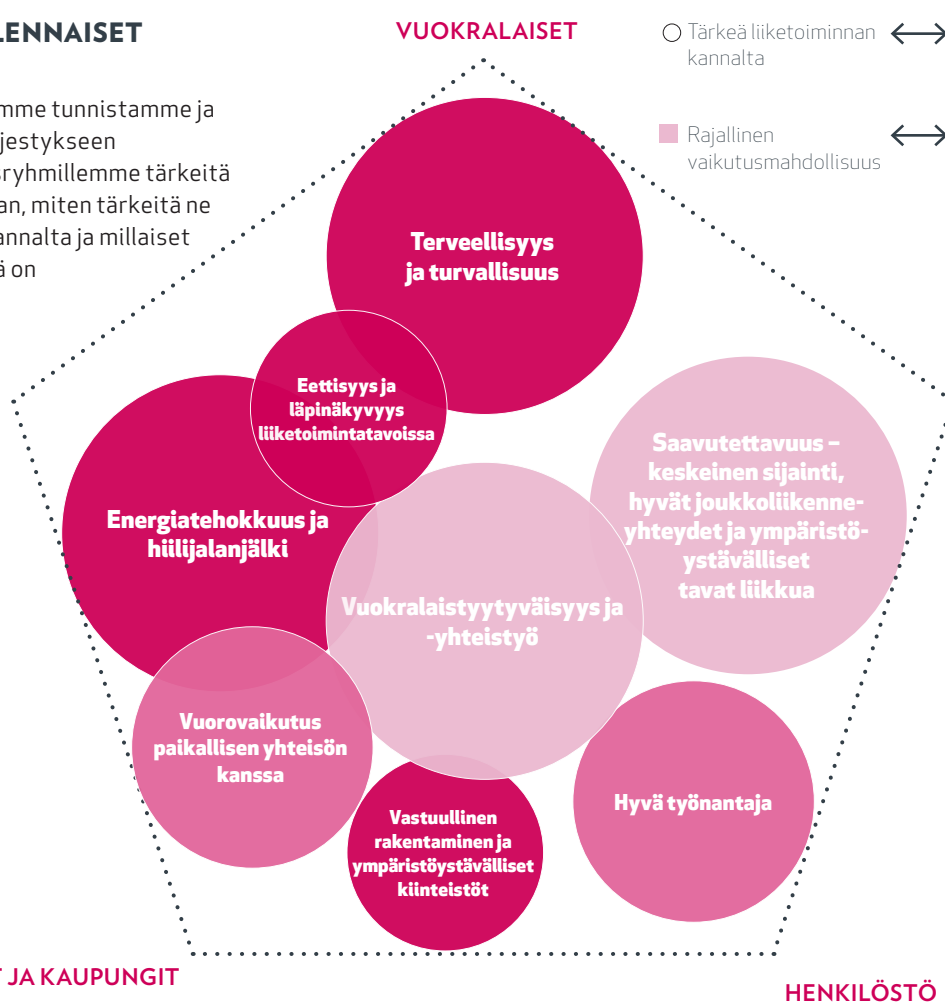 LENNAISET
VUOKRALAISET
Tärkeä liiketoiminnan
kannalta
Rajallinen
vaikutusmahdollisuus
mme tunnistamme ja
jestykseen
sryhmillemme tärkeitä
an, miten tärkeitä ne
annalta ja millaiset
ä on
Terveellisyys
ja turvallisuus
Eettisyys ja
läpinäkyvyys
liiketoimintatavoissa
Saavutettavuus –
keskeinen sijainti,
hyvät joukkoliikenne-
yhteydet ja ympäristö-
ystävälliset
tavat liikkua
Energiatehokkuus ja
hiilijalanjälki
Vuokralaistyytyväisyys ja
-yhteistyö
Vuorovaikutus
paikallisen yhteisön
kanssa
Hyvä työnantaja
Vastuullinen
rakentaminen ja
ympäristöystävälliset
kiinteistöt
T JA KAUPUNGIT
HENKILÖSTÖ